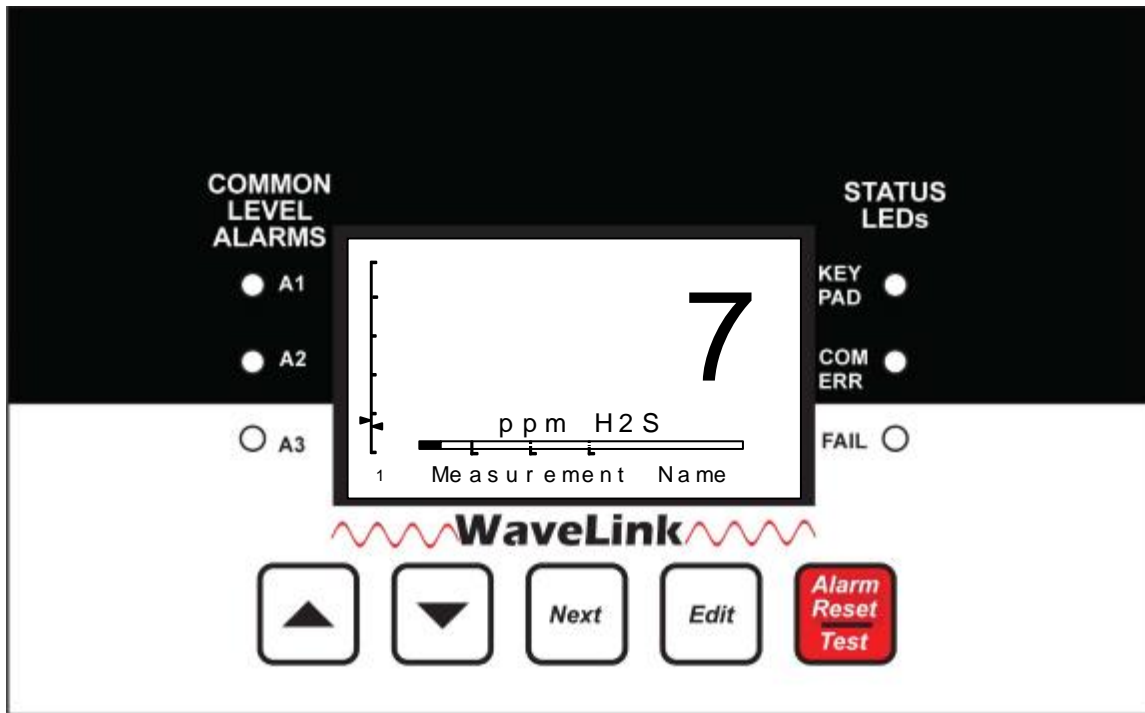 COMMON
LEVEL
ALARMS
A1
A2
A3
7
ppm H2S
1
Measurement Name
STATUS
LEDs
KEY
PAD
COM
ERR
FAIL
WaveLink
Next
Edit
Alarm
Reset
Test